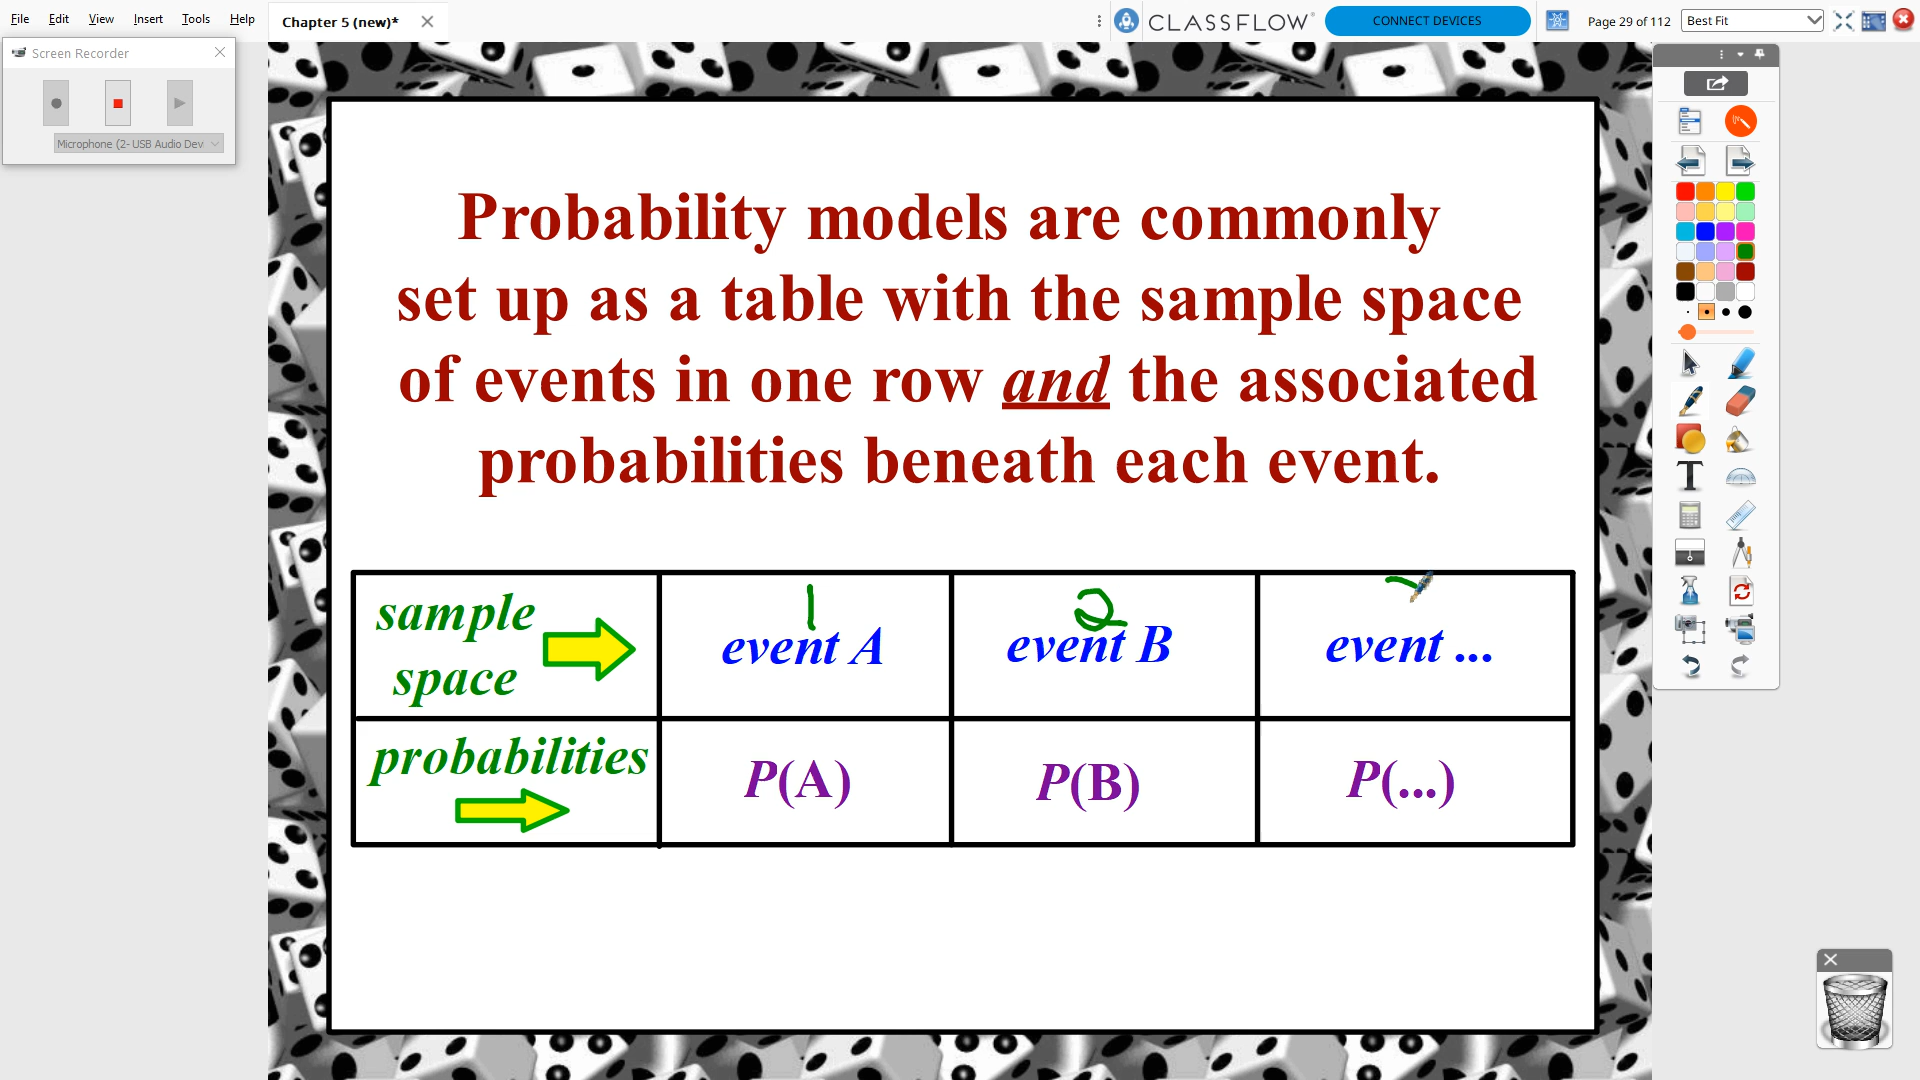 File Edit View Insert Tools Help
Chapter 5 (new)*
CLASSFLOW
CONNECT DEVICES
Page 29 of 112
Best Fit
Screen Recorder
Microphone (2- USB Audio Dev
Probability models are commonly
set up as a table with the sample space
of events in one row and the associated
probabilities beneath each event.
1 2
sample space
event A
event B
event ...
probabilities
P(A)
P(B)
P(...)
T